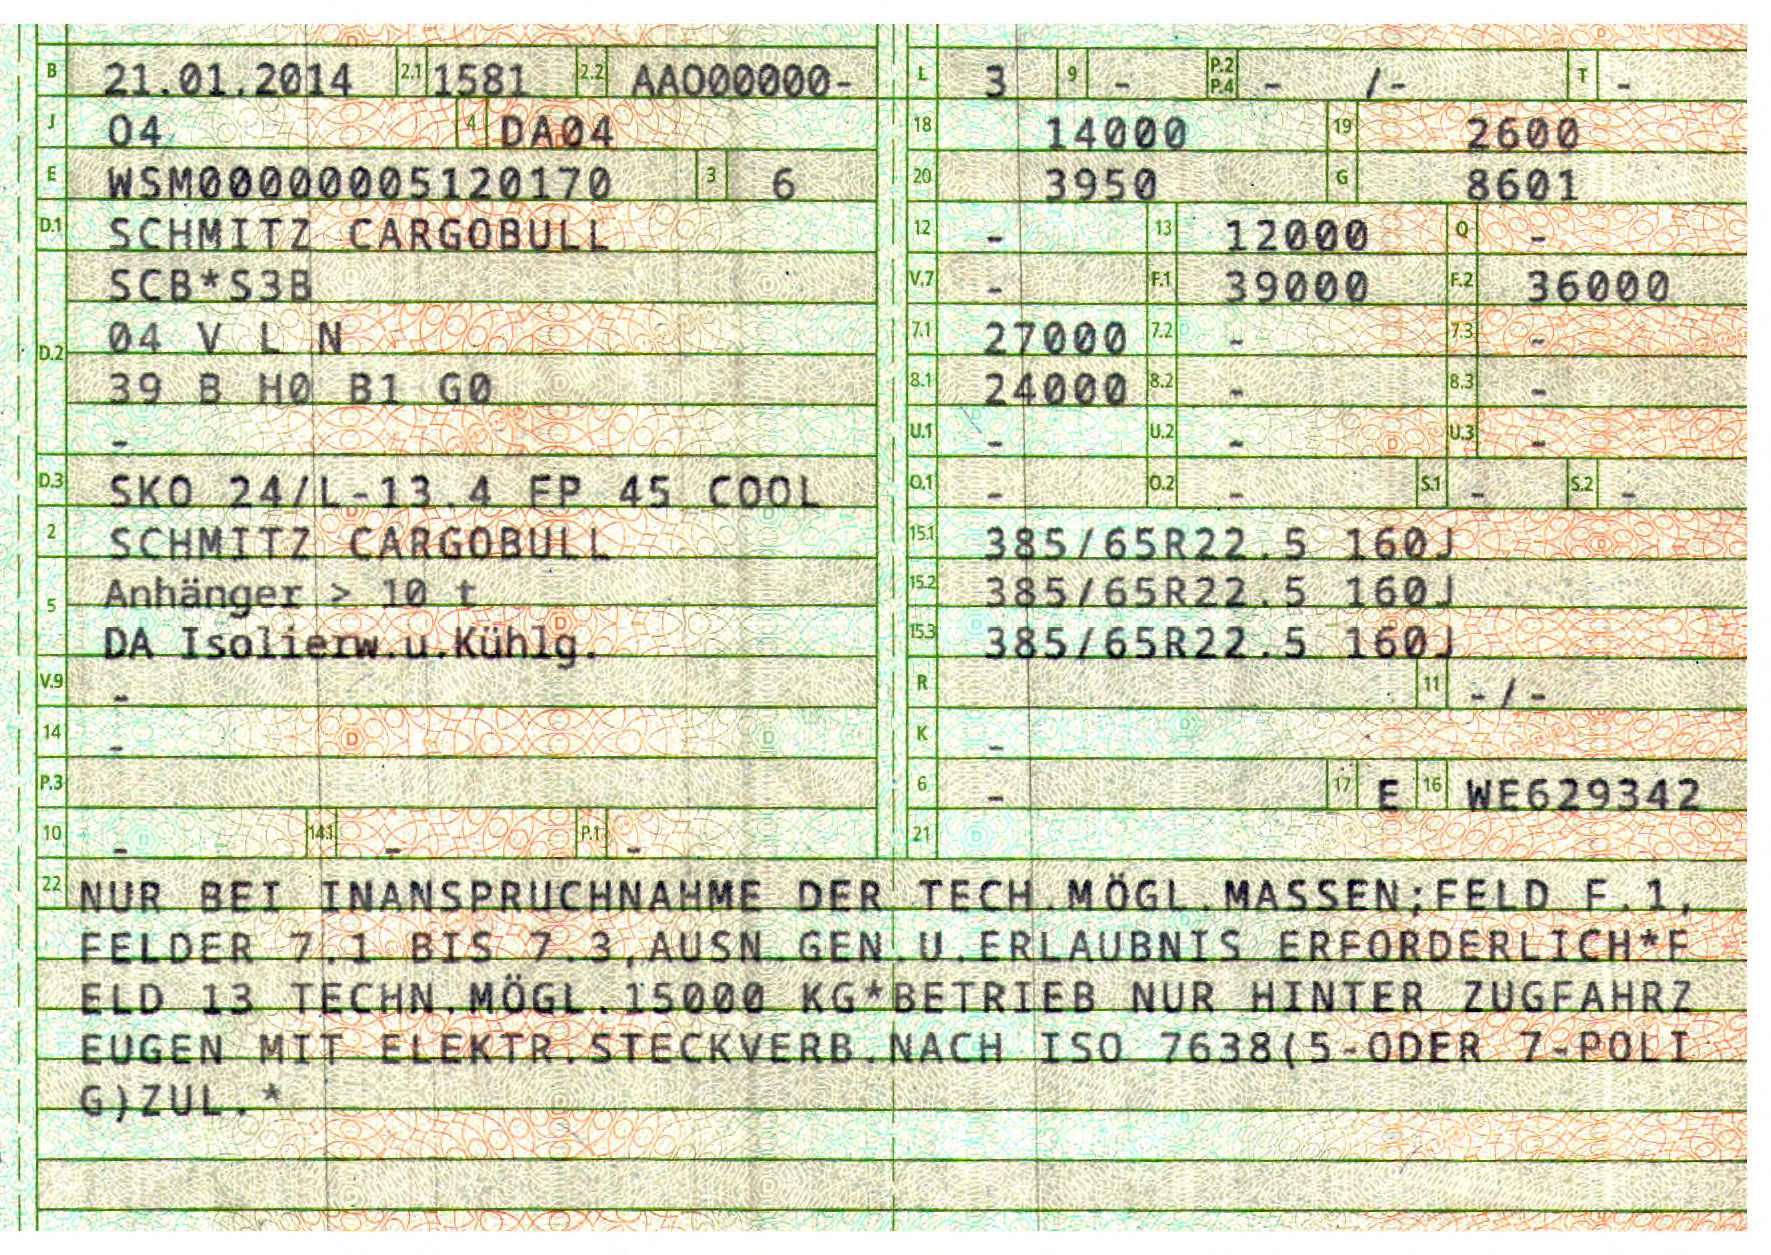 B 21.01.2014 2.1 1581 2.2 AAO00000-
J 04 4 DA04
E WSM00000005120170 3 6
D.1 SCHMITZ CARGOBULL
SCB*S3B
D.2 04 V L N
39 B H0 B1 G0
-
D.3 SKO 24/L-13.4 FP 45 COOL
2 SCHMITZ CARGOBULL
5 Anhänger > 10 t
DA Isolierw.u.Kühlg.
V.9 -
14 -
P.3
10 - 14.1 - P.1 -
L 3 9 - P.2 P.4 - /- T -
18 14000 19 2600
20 3950 G 8601
12 - 13 12000 Q -
V.7 - F.1 39000 F.2 36000
7.1 27000 7.2 - 7.3 -
8.1 24000 8.2 - 8.3 -
U.1 - U.2 - U.3 -
O.1 - O.2 - S.1 - S.2 -
15.1 385/65R22.5 160J
15.2 385/65R22.5 160J
15.3 385/65R22.5 160J
R 11 -/-
K -
6 - 17 E 16 WE629342
21
22 NUR BEI INANSPRUCHNAHME DER TECH.MÖGL.MASSEN;FELD F.1,
FELDER 7.1 BIS 7.3,AUSN GEN.U.ERLAUBNIS ERFORDERLICH*F
ELD 13 TECHN.MÖGL.15000 KG*BETRIEB NUR HINTER ZUGFAHRZ
EUGEN MIT ELEKTR.STECKVERB.NACH ISO 7638(5-ODER 7-POLI
G)ZUL.*